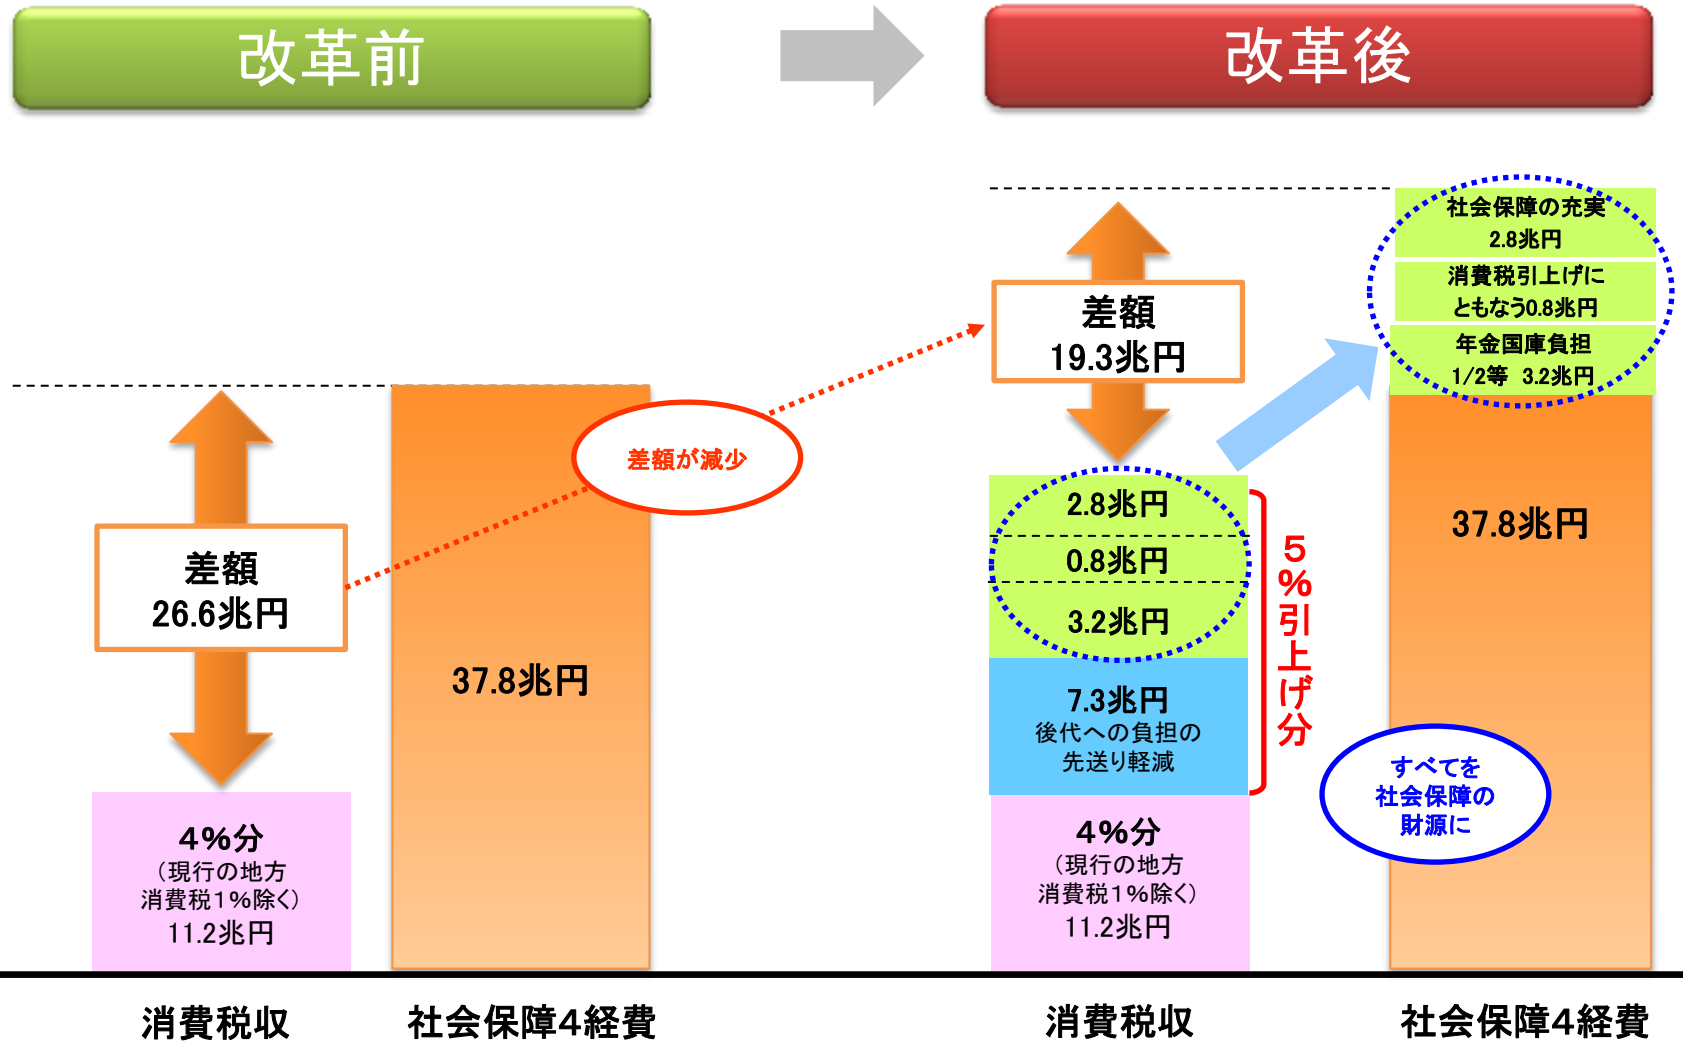 改革前
改革後
差額
26.6兆円
37.8兆円
4%分
(現行の地方
消費税1%除く)
11.2兆円
消費税収
社会保障4経費
差額が減少
差額
19.3兆円
2.8兆円
0.8兆円
3.2兆円
7.3兆円
後代への負担の
先送り軽減
5%引上げ分
4%分
(現行の地方
消費税1%除く)
11.2兆円
消費税収
社会保障の充実
2.8兆円
消費税引上げに
ともなう0.8兆円
年金国庫負担
1/2等 3.2兆円
37.8兆円
すべてを
社会保障の
財源に
社会保障4経費